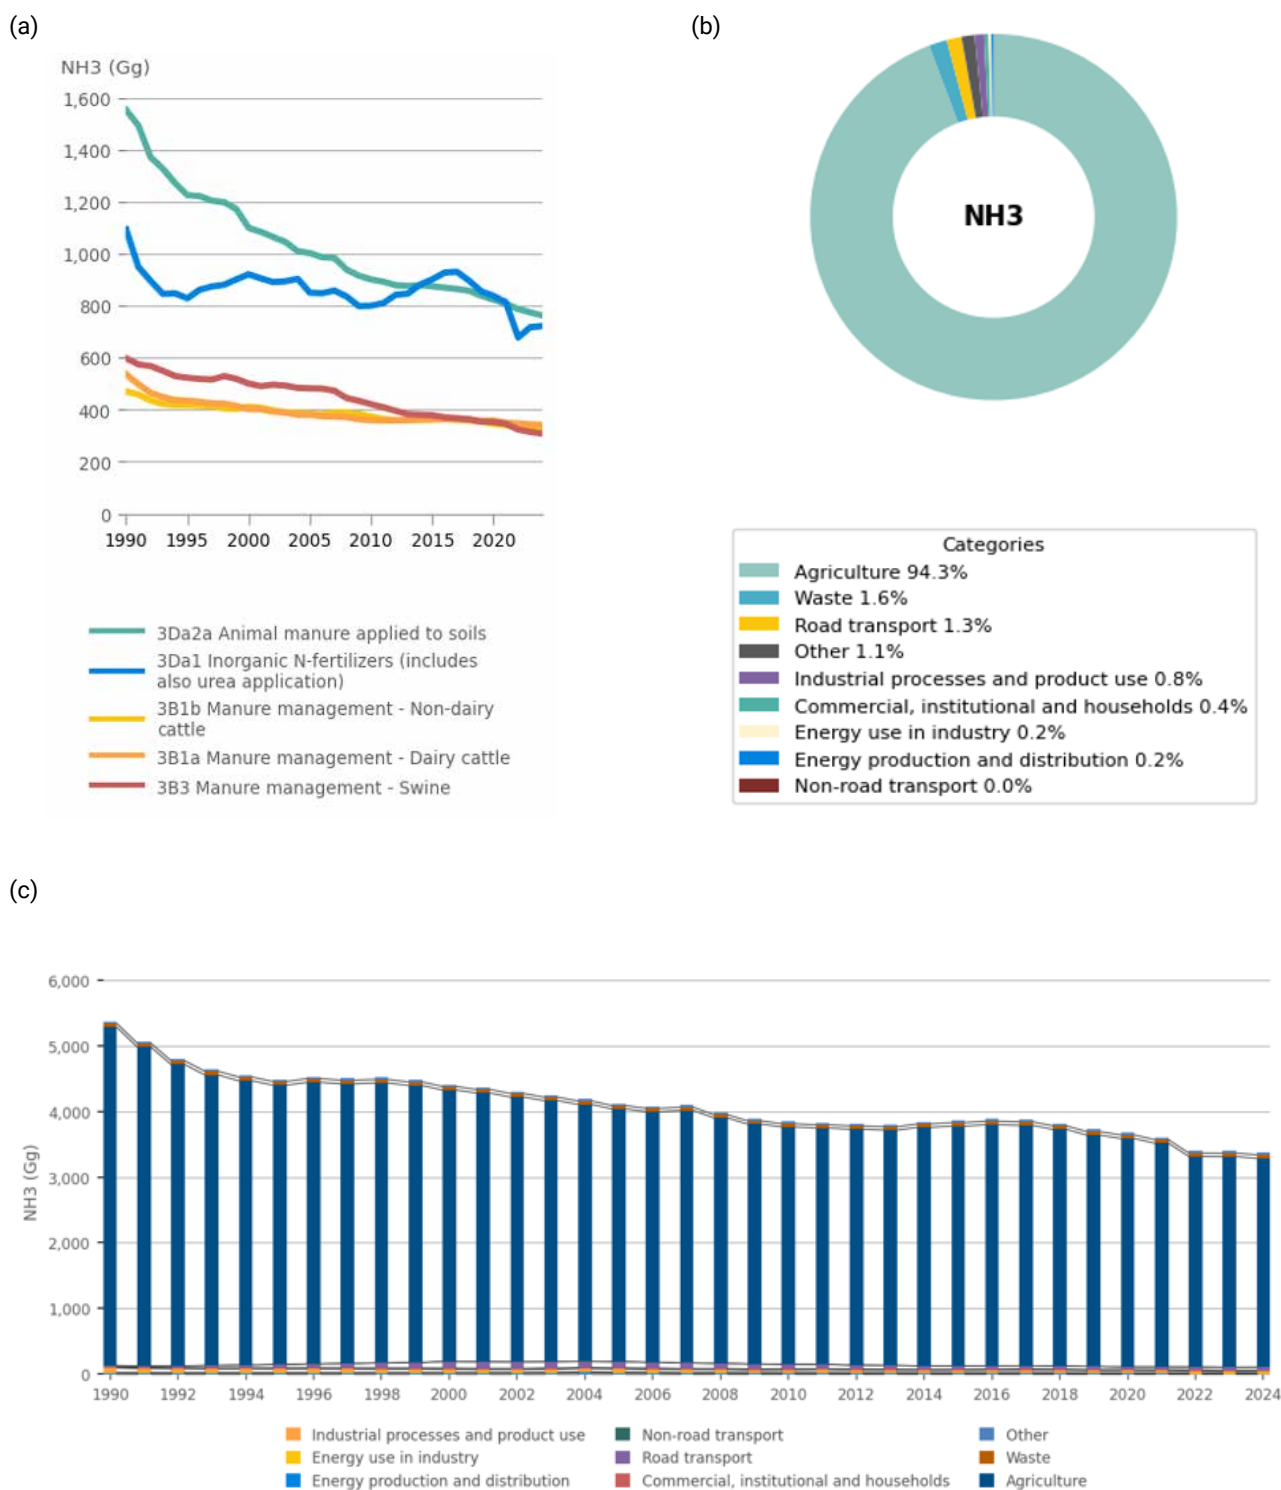 (a)
NH3 (Gg)
1,600
1,400
1,200
1,000
800
600
400
200
0
1990 1995 2000 2005 2010 2015 2020
3Da2a Animal manure applied to soils
3Da1 Inorganic N-fertilizers (includes
also urea application)
3B1b Manure management - Non-dairy
cattle
3B1a Manure management - Dairy cattle
3B3 Manure management - Swine
(b)
NH3
Categories
Agriculture 94.3%
Waste 1.6%
Road transport 1.3%
Other 1.1%
Industrial processes and product use 0.8%
Commercial, institutional and households 0.4%
Energy use in industry 0.2%
Energy production and distribution 0.2%
Non-road transport 0.0%
(c)
NH3 (Gg)
6,000
5,000
4,000
3,000
2,000
1,000
0
1990 1992 1994 1996 1998 2000 2002 2004 2006 2008 2010 2012 2014 2016 2018 2020 2022 2024
Industrial processes and product use
Energy use in industry
Energy production and distribution
Non-road transport
Road transport
Commercial, institutional and households
Other
Waste
Agriculture